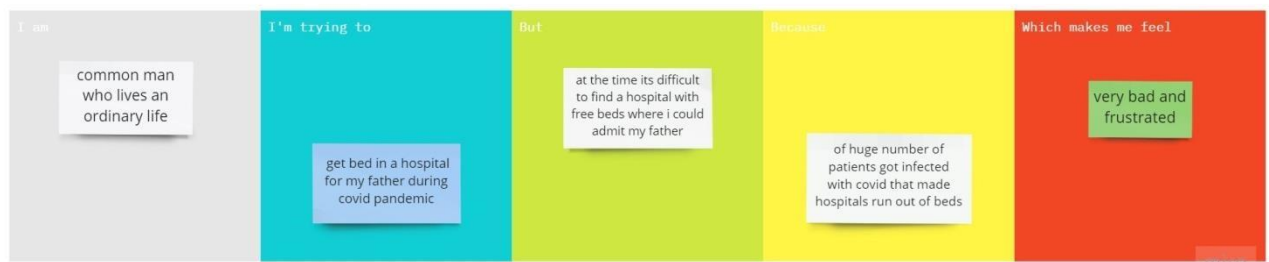 I am
common man
who lives an
ordinary life
I'm trying to
get bed in a hospital
for my father during
covid pandemic
But
at the time its difficult
to find a hospital with
free beds where i could
admit my father
Because
of huge number of
patients got infected
with covid that made
hospitals run out of beds
Which makes me feel
very bad and
frustrated